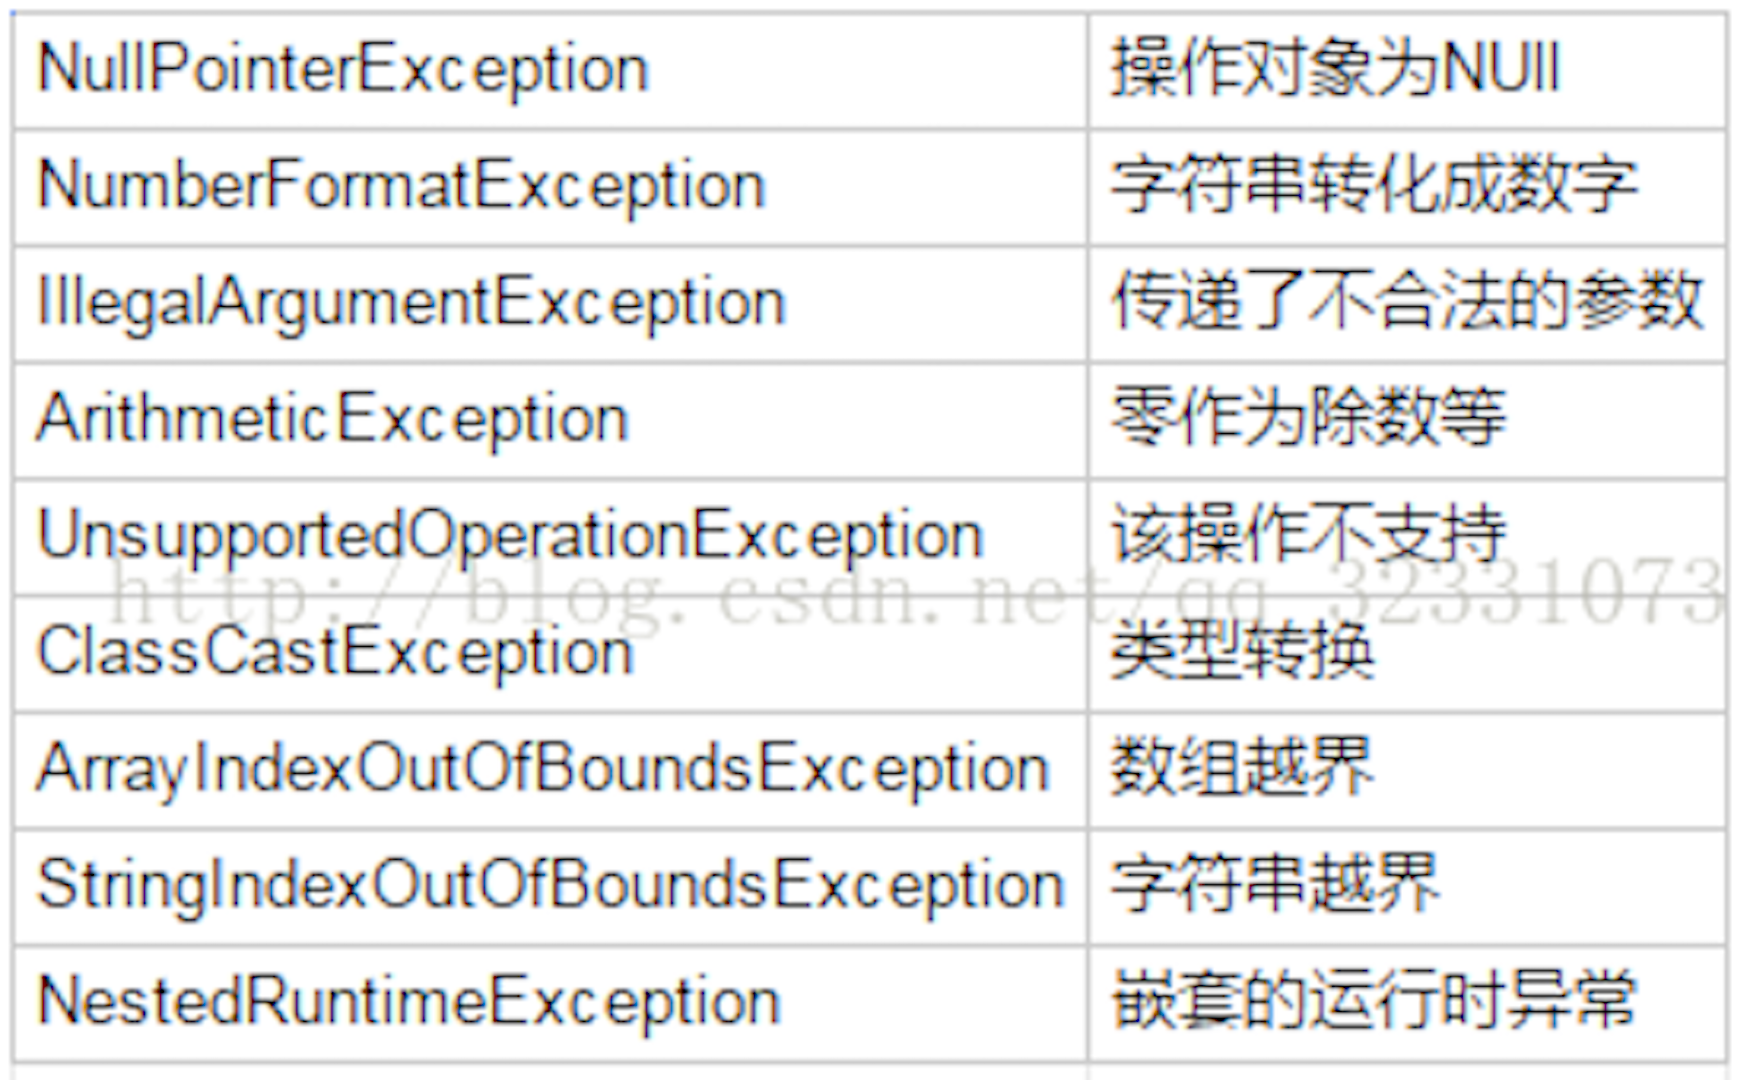 NullPointerException 操作对象为NUll
NumberFormatException 字符串转化成数字
IllegalArgumentException 传递了不合法的参数
ArithmeticException 零作为除数等
UnsupportedOperationException 该操作不支持
http://blog.csdn.net/qq_32331073
ClassCastException 类型转换
ArrayIndexOutOfBoundsException 数组越界
StringIndexOutOfBoundsException 字符串越界
NestedRuntimeException 嵌套的运行时异常